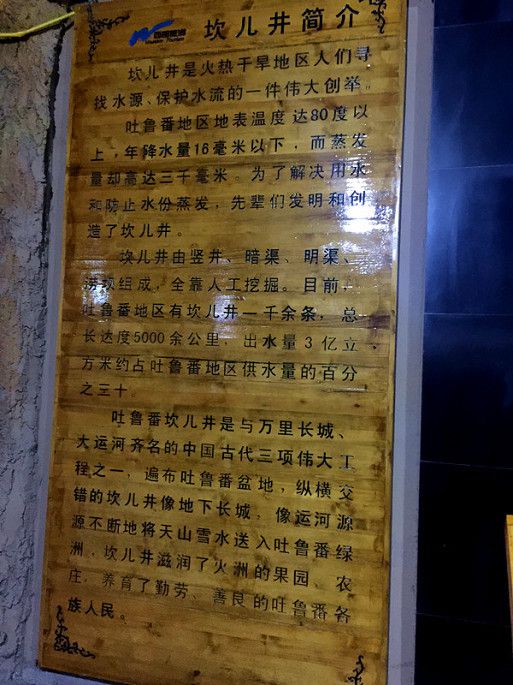 坎儿井简介
坎儿井是火热干旱地区人们寻
找水源、保护水流的一件伟大创举。
吐鲁番地区地表温度达80度以
上，年降水量16毫米以下，而蒸发
量却高达三千毫米。为了解决用水
和防止水份蒸发，先辈们发明和创
造了坎儿井。
坎儿井由竖井、暗渠、明渠、
涝坝组成，全靠人工挖掘。目前，
吐鲁番地区有坎儿井一千余条，总
长达度5000余公里，出水量3亿立
方米约占吐鲁番地区供水量的百分
之三十。
吐鲁番坎儿井是与万里长城、
大运河齐名的中国古代三项伟大工
程之一，遍布吐鲁番盆地，纵横交
错的坎儿井像地下长城，像运河源
源不断地将天山雪水送入吐鲁番绿
洲，坎儿井滋润了火洲的果园、农
庄，养育了勤劳、善良的吐鲁番各
族人民。